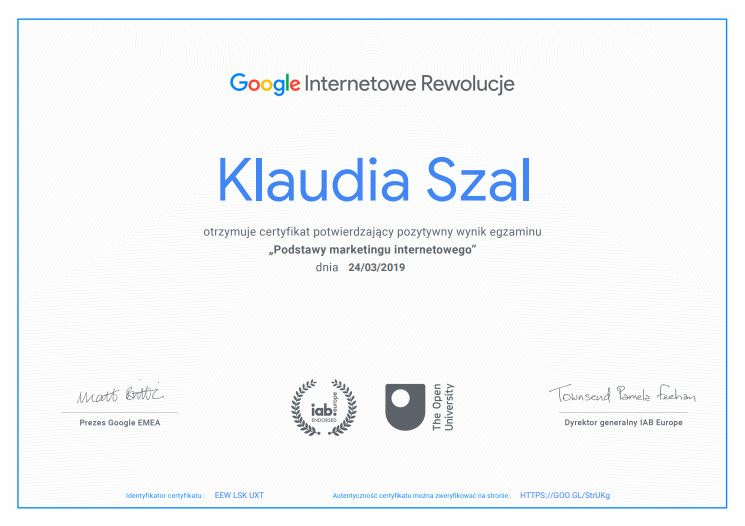 Google Internetowe Rewolucje
Klaudia Szal
otrzymuje certyfikat potwierdzający pozytywny wynik egzaminu
„Podstawy marketingu internetowego”
dnia 24/03/2019
Matt Brittin
Prezes Google EMEA
iab europe
ENDORSED
The Open
University
Townsend Pamela Feehan
Dyrektor generalny IAB Europe
Identyfikator certyfikatu: EEW LSK UXT
Autentyczność certyfikatu można zweryfikować na stronie: HTTPS://GOO.GL/StrUKg